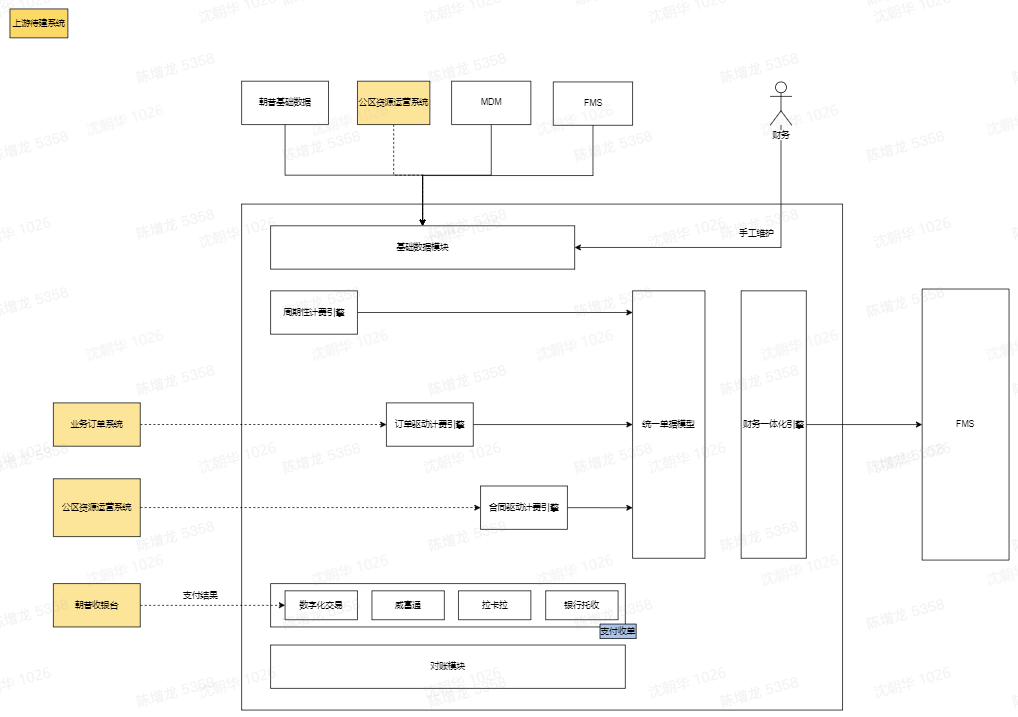 上游待建系统
朝昔基础数据
公区资源运营系统
MDM
FMS
财务
手工维护
基础数据模块
周期性计费引擎
业务订单系统
订单驱动计费引擎
统一单据模型
财务一体化引擎
FMS
公区资源运营系统
合同驱动计费引擎
朝昔收银台
支付结果
数字化交易
威富通
拉卡拉
银行托收
支付收单
对账模块
陈增龙 5358
沈朝华 1026